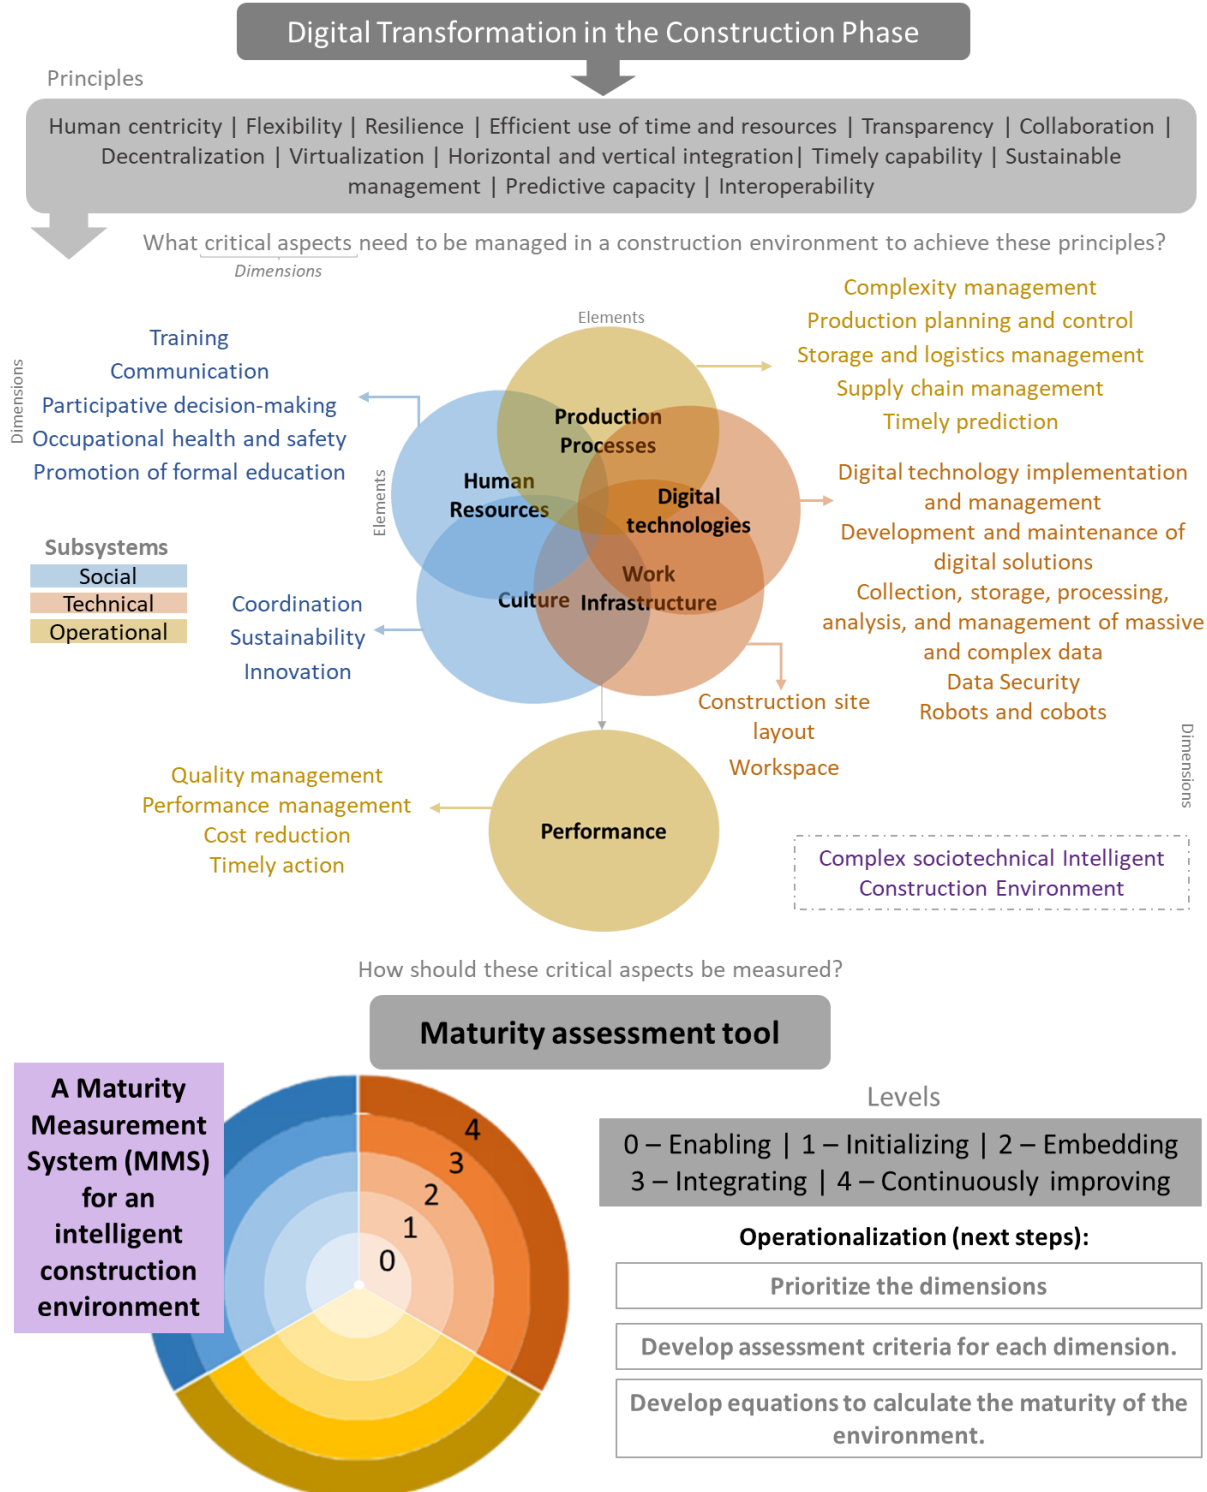 Digital Transformation in the Construction Phase
Principles
Human centricity | Flexibility | Resilience | Efficient use of time and resources | Transparency | Collaboration |
Decentralization | Virtualization | Horizontal and vertical integration| Timely capability | Sustainable
management | Predictive capacity | Interoperability
What critical aspects need to be managed in a construction environment to achieve these principles?
Dimensions
Elements
Complexity management
Production planning and control
Storage and logistics management
Supply chain management
Timely prediction
Dimensions
Training
Communication
Participative decision-making
Occupational health and safety
Promotion of formal education
Elements
Production
Processes
Human
Resources
Digital
technologies
Work
Infrastructure
Culture
Digital technology implementation
and management
Development and maintenance of
digital solutions
Collection, storage, processing,
analysis, and management of massive
and complex data
Data Security
Robots and cobots
Subsystems
Social
Technical
Operational
Coordination
Sustainability
Innovation
Construction site
layout
Workspace
Dimensions
Quality management
Performance management
Cost reduction
Timely action
Performance
Complex sociotechnical Intelligent
Construction Environment
How should these critical aspects be measured?
Maturity assessment tool
A Maturity
Measurement
System (MMS)
for an
intelligent
construction
environment
4
3
2
1
0
Levels
0 – Enabling | 1 – Initializing | 2 – Embedding
3 – Integrating | 4 – Continuously improving
Operationalization (next steps):
Prioritize the dimensions
Develop assessment criteria for each dimension.
Develop equations to calculate the maturity of the
environment.